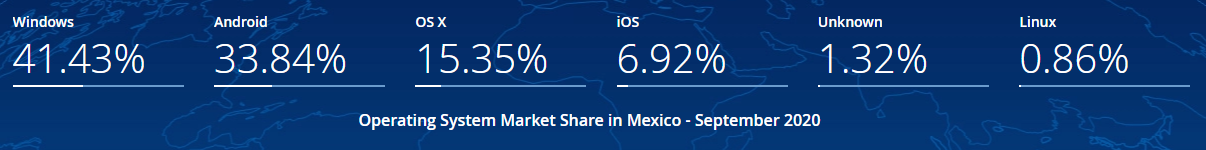 Windows Android OS X iOS Unknown Linux
41.43% 33.84% 15.35% 6.92% 1.32% 0.86%
Operating System Market Share in Mexico - September 2020